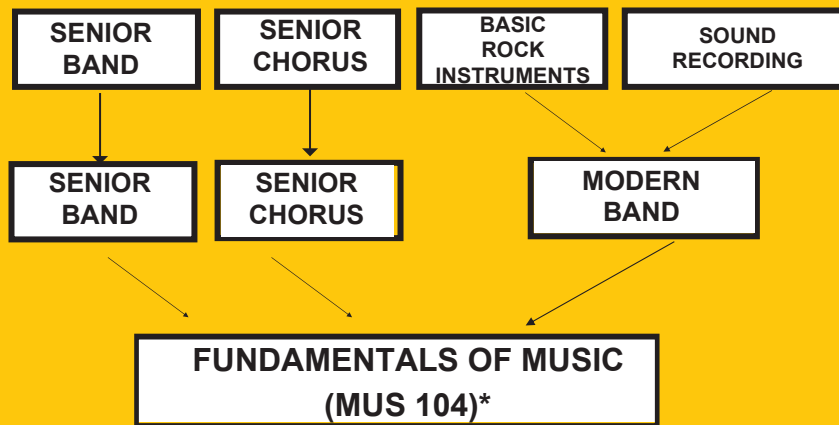 SENIOR
BAND
SENIOR
CHORUS
BASIC
ROCK
INSTRUMENTS
SOUND
RECORDING
SENIOR
BAND
SENIOR
CHORUS
MODERN
BAND
FUNDAMENTALS OF MUSIC
(MUS 104)*